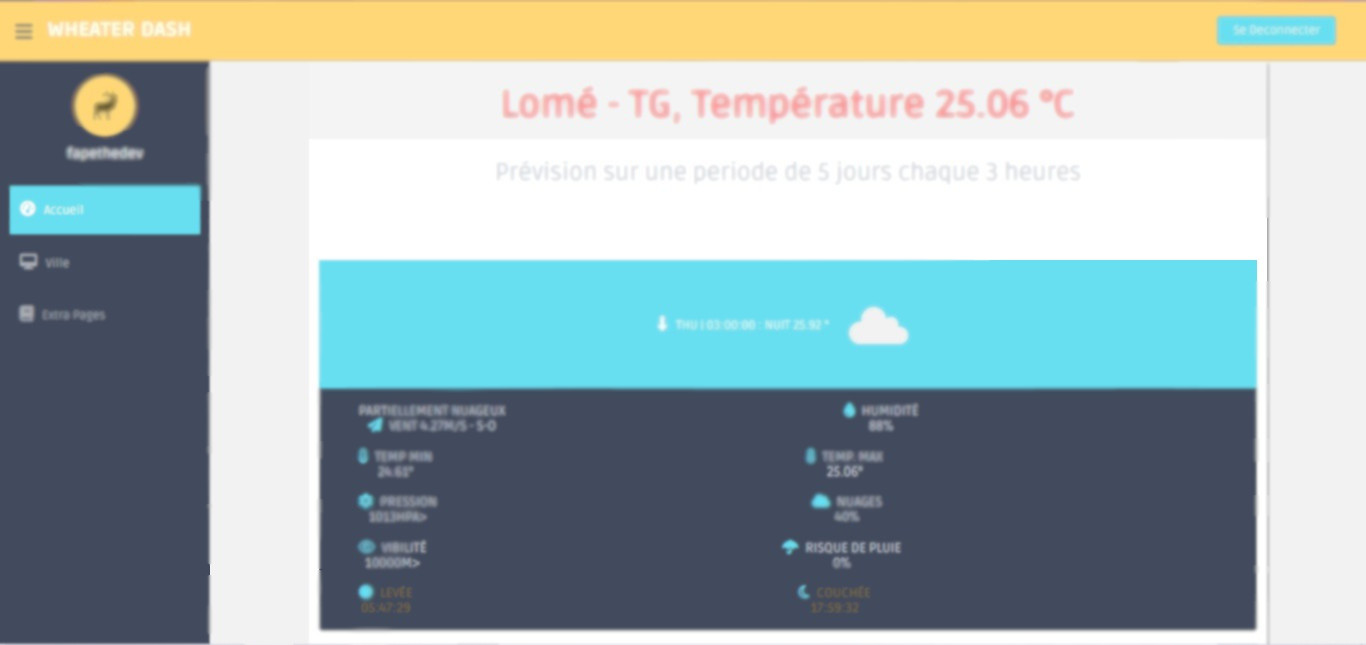 WHEATER DASH
Se Deconnecter
fapethedev
Accueil
Ville
Extra-Pages
Lomé - TG, Température 25.06 °C
Prévision sur une periode de 5 jours chaque 3 heures
THU | 03:00:00 : NUIT 25.92 °
PARTIELLEMENT NUAGEUX
VENT 4.27M/S - S-O
HUMIDITÉ
88%
TEMP MIN
24.61°
TEMP. MAX
25.06°
PRESSION
1013HPA>
NUAGES
40%
VIBILITÉ
10000M>
RISQUE DE PLUIE
0%
LEVÉE
05:47:29
COUCHÉE
17:59:32